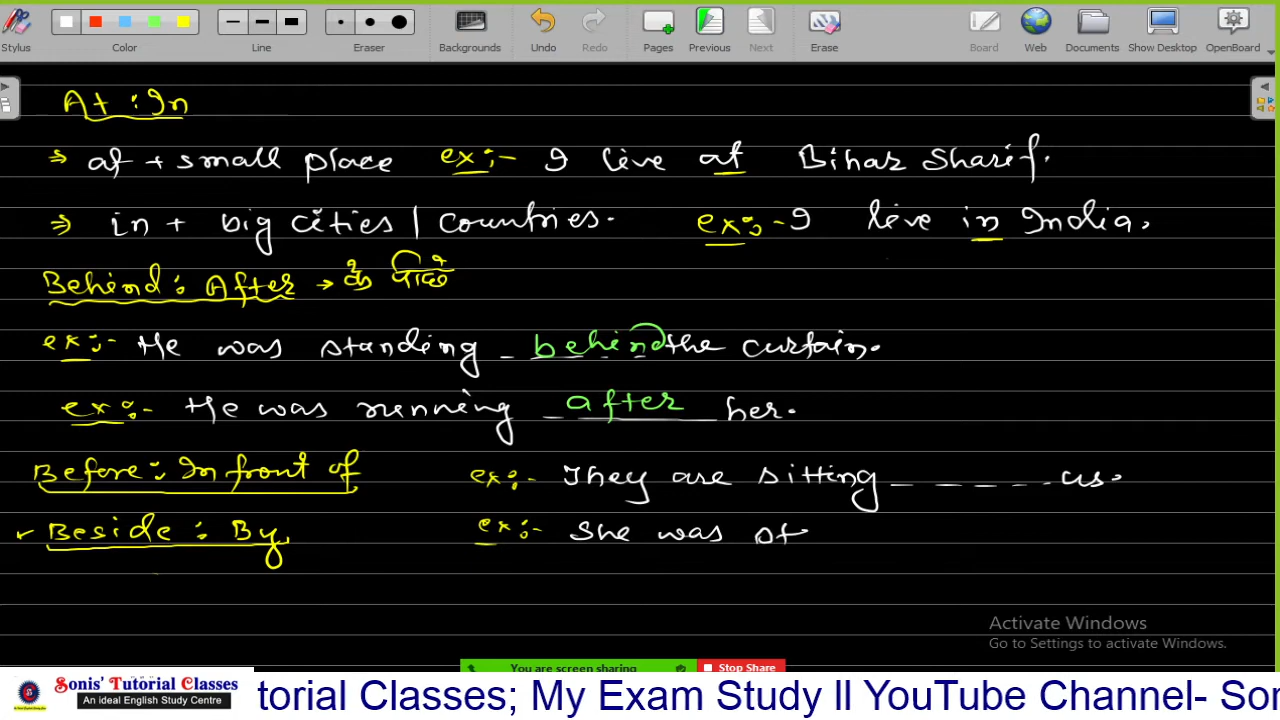 Stylus Color Line Eraser Backgrounds Undo Redo Pages Previous Next Erase Board Web Documents Show Desktop OpenBoard
At : In
⇒ at + small place ex:- I live at Bihar Sharif.
⇒ in + big cities | Countries. ex:- I live in India.
Behind : After → के पीछे
ex:- He was standing behind the curtain.
ex:- He was running after her.
Before : In front of ex:- They are sitting ______ us.
✓ Beside : By ex:- She was st
Activate Windows
Go to Settings to activate Windows.
You are screen sharing Stop Share
Sonis' Tutorial Classes
An ideal English Study Centre
torial Classes; My Exam Study ll YouTube Channel- Son